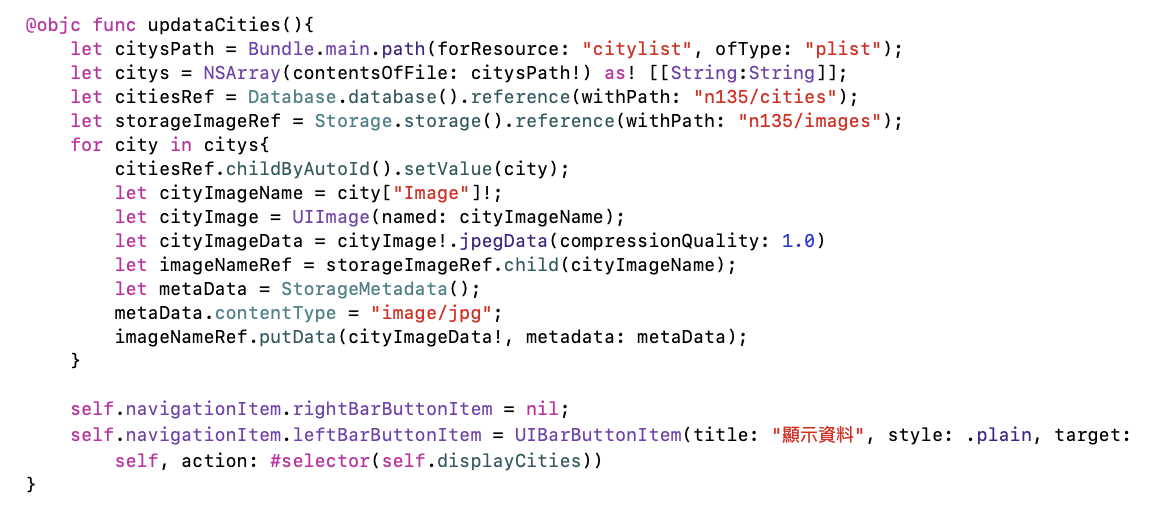 @objc func updataCities(){
let citysPath = Bundle.main.path(forResource: "citylist", ofType: "plist");
let citys = NSArray(contentsOfFile: citysPath!) as! [[String:String]];
let citiesRef = Database.database().reference(withPath: "n135/cities");
let storageImageRef = Storage.storage().reference(withPath: "n135/images");
for city in citys{
citiesRef.childByAutoId().setValue(city);
let cityImageName = city["Image"]!;
let cityImage = UIImage(named: cityImageName);
let cityImageData = cityImage!.jpegData(compressionQuality: 1.0)
let imageNameRef = storageImageRef.child(cityImageName);
let metaData = StorageMetadata();
metaData.contentType = "image/jpg";
imageNameRef.putData(cityImageData!, metadata: metaData);
}
self.navigationItem.rightBarButtonItem = nil;
self.navigationItem.leftBarButtonItem = UIBarButtonItem(title: "顯示資料", style: .plain, target:
self, action: #selector(self.displayCities))
}